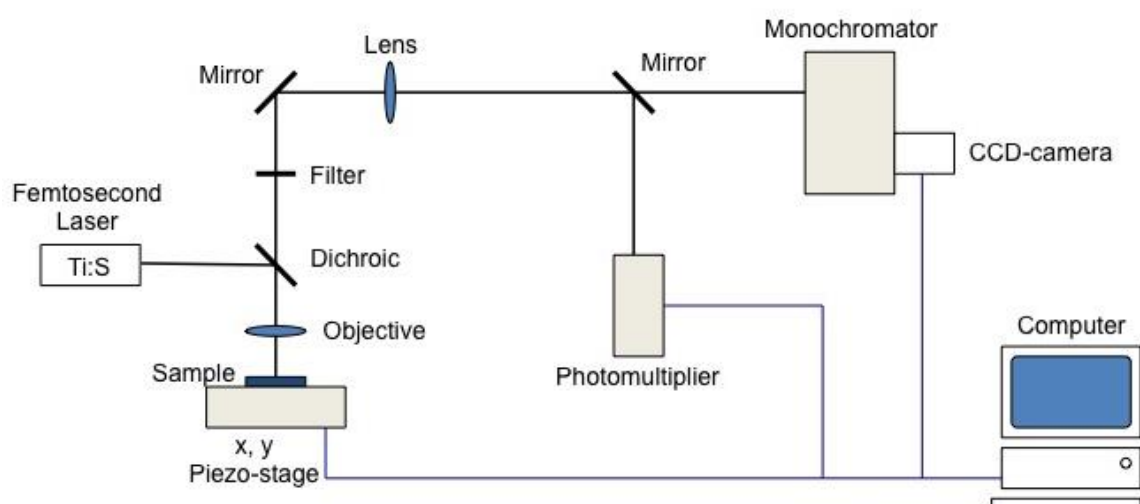 Monochromator
Lens
Mirror
Mirror
CCD-camera
Filter
Femtosecond
Laser
Ti:S
Dichroic
Objective
Computer
Sample
Photomultiplier
x, y
Piezo-stage